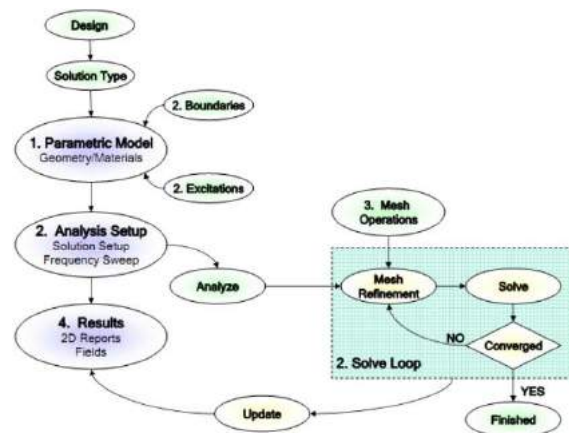 Design
Solution Type
2. Boundaries
1. Parametric Model
Geometry/Materials
2. Excitations
3. Mesh
Operations
2. Analysis Setup
Solution Setup
Frequency Sweep
Analyze
Mesh
Refinement
Solve
4. Results
2D Reports
Fields
NO
Converged
2. Solve Loop
YES
Update
Finished